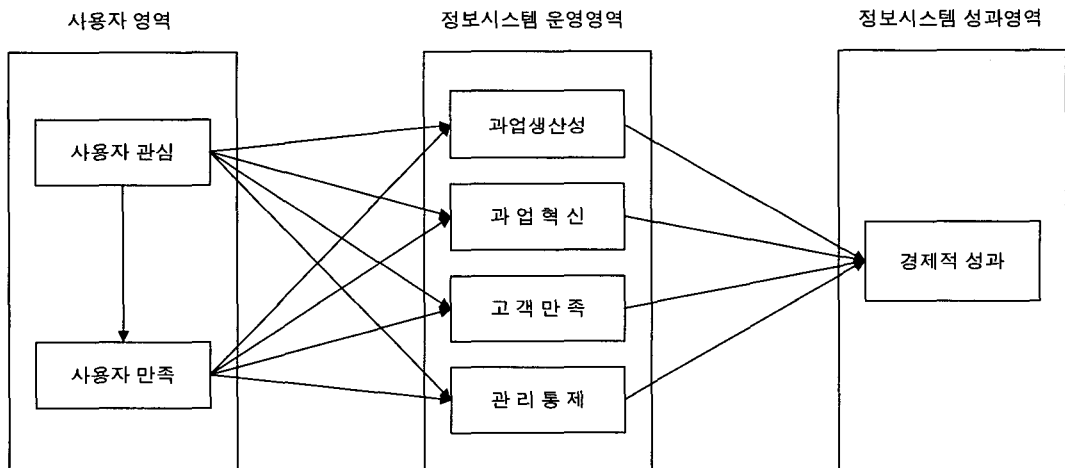 사용자 영역
정보시스템 운영영역
정보시스템 성과영역
사용자 관심
사용자 만족
과업생산성
과 업 혁 신
고 객 만 족
관 리 통 제
경제적 성과